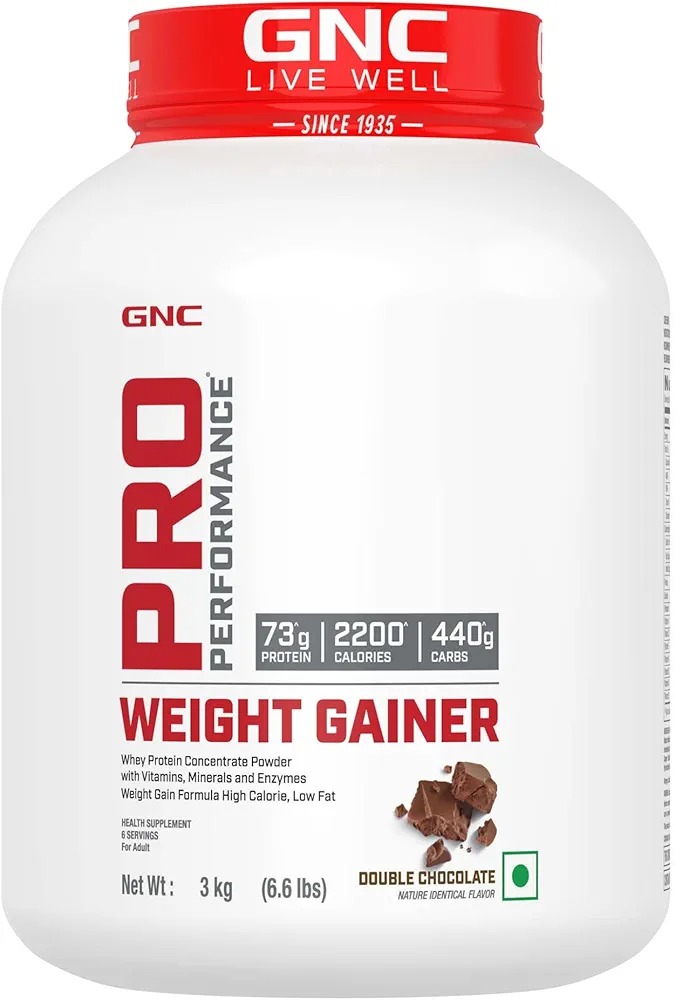 GNC
LIVE WELL
— SINCE 1935 —
GNC
PRO
PERFORMANCE®
73^g PROTEIN | 2200^ CALORIES | 440^g CARBS
WEIGHT GAINER
Whey Protein Concentrate Powder
with Vitamins, Minerals and Enzymes
Weight Gain Formula High Calorie, Low Fat
HEALTH SUPPLEMENT
6 SERVINGS
For Adult
Net Wt: 3 kg (6.6 lbs)
DOUBLE CHOCOLATE
NATURE IDENTICAL FLAVOR